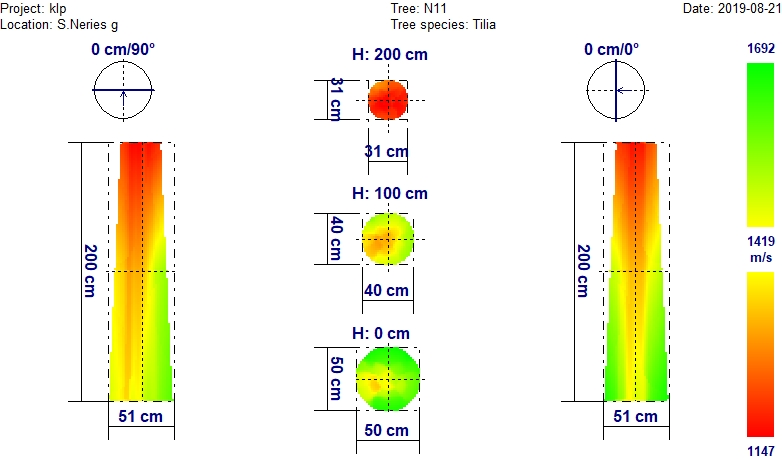 Project: klp
Tree: N11
Date: 2019-08-21
Location: S.Neries g
Tree species: Tilia
0 cm/90°
H: 200 cm
0 cm/0°
1692
31 cm
31 cm
H: 100 cm
40 cm
40 cm
200 cm
200 cm
1419
m/s
H: 0 cm
50 cm
50 cm
51 cm
51 cm
1147